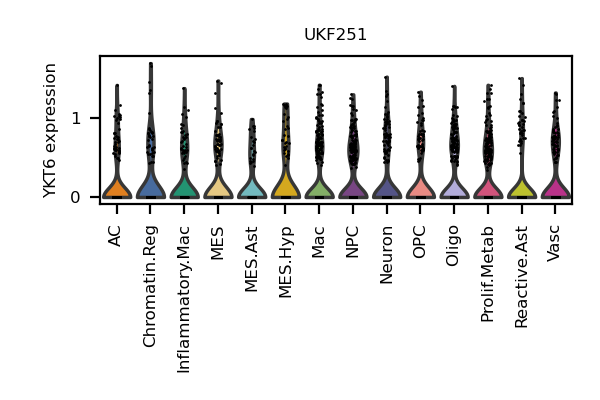 UKF251
YKT6 expression
1
0
AC
Chromatin.Reg
Inflammatory.Mac
MES
MES.Ast
MES.Hyp
Mac
NPC
Neuron
OPC
Oligo
Prolif.Metab
Reactive.Ast
Vasc